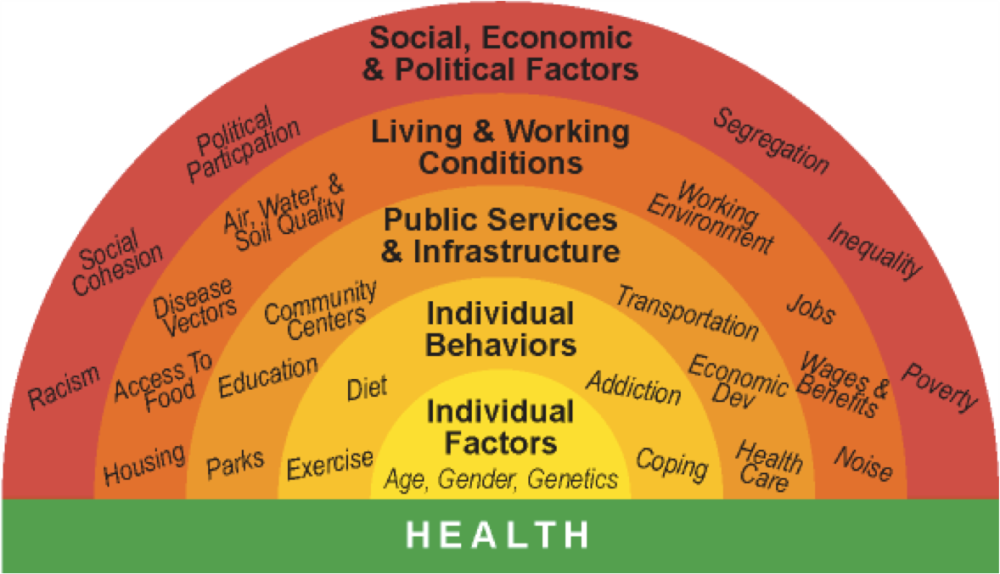 Social, Economic
& Political Factors
Political
Particpation
Segregation
Social
Cohesion
Inequality
Racism
Poverty
Living & Working
Conditions
Air, Water, &
Soil Quality
Working
Environment
Disease
Vectors
Jobs
Access To
Food
Wages &
Benefits
Housing
Noise
Public Services
& Infrastructure
Community
Centers
Transportation
Education
Economic
Dev
Parks
Health
Care
Individual
Behaviors
Diet
Addiction
Exercise
Coping
Individual
Factors
Age, Gender, Genetics
HEALTH